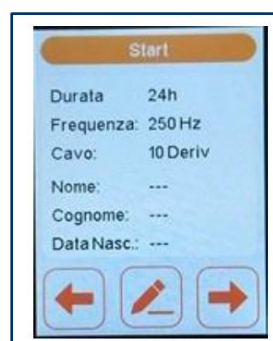 Start
Durata 24h
Frequenza: 250 Hz
Cavo: 10 Deriv
Nome: ---
Cognome: ---
Data Nasc.: ---